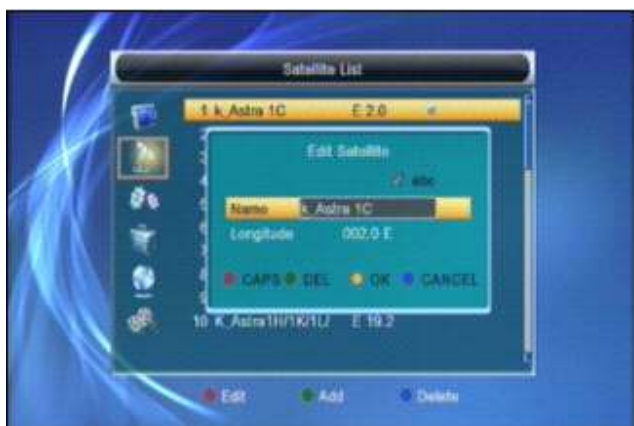 Satellite List
1 k_Astra 1C E 2.0
Edit Satellite
abc
Name k_Astra 1C
Longitude 002.0 E
CAPS DEL OK CANCEL
10 K_Astra1H/1K/1L/ E 19.2
Edit Add Delete